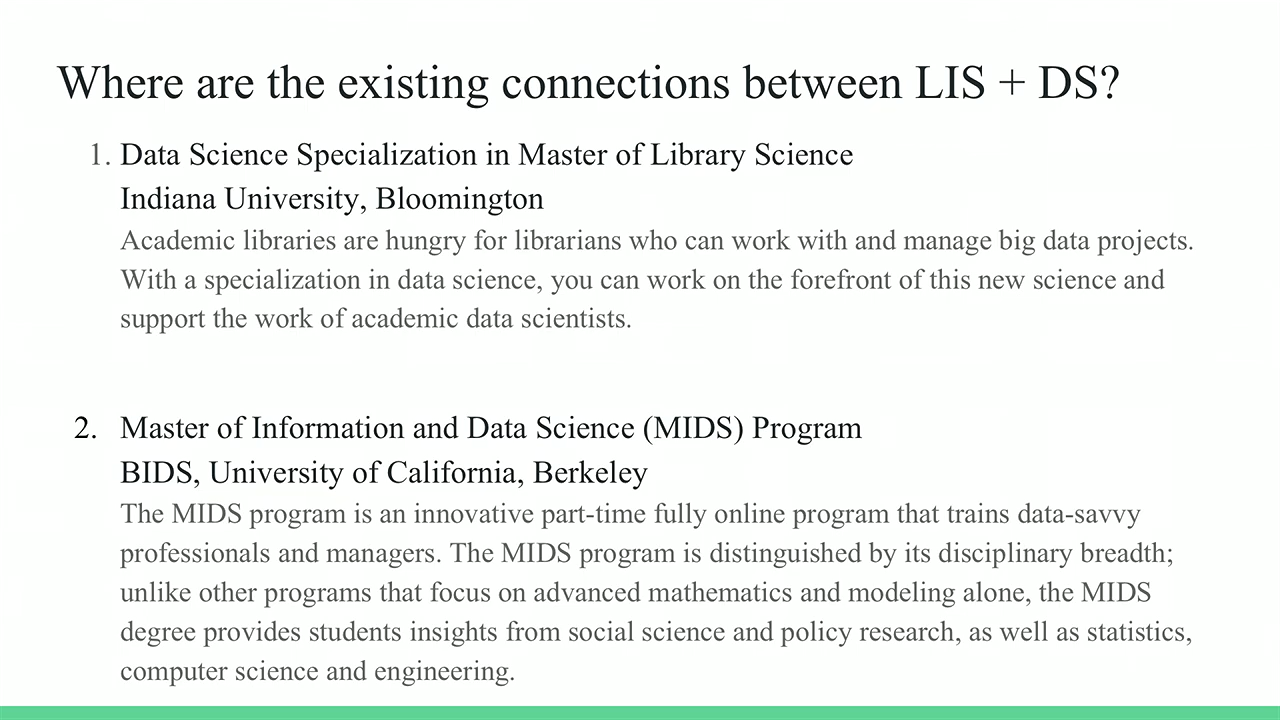 Where are the existing connections between LIS + DS?
1. Data Science Specialization in Master of Library Science
Indiana University, Bloomington
Academic libraries are hungry for librarians who can work with and manage big data projects.
With a specialization in data science, you can work on the forefront of this new science and
support the work of academic data scientists.
2. Master of Information and Data Science (MIDS) Program
BIDS, University of California, Berkeley
The MIDS program is an innovative part-time fully online program that trains data-savvy
professionals and managers. The MIDS program is distinguished by its disciplinary breadth;
unlike other programs that focus on advanced mathematics and modeling alone, the MIDS
degree provides students insights from social science and policy research, as well as statistics,
computer science and engineering.